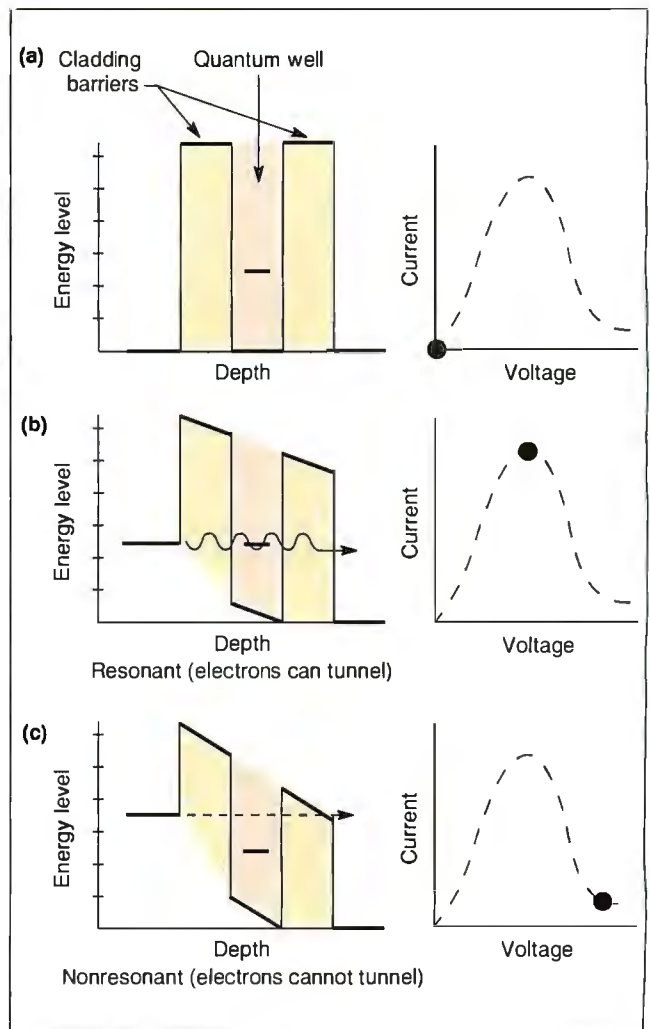 (a) Cladding barriers
Quantum well
Energy level
Depth
Current
Voltage
(b)
Energy level
Depth
Resonant (electrons can tunnel)
Current
Voltage
(c)
Energy level
Depth
Nonresonant (electrons cannot tunnel)
Current
Voltage